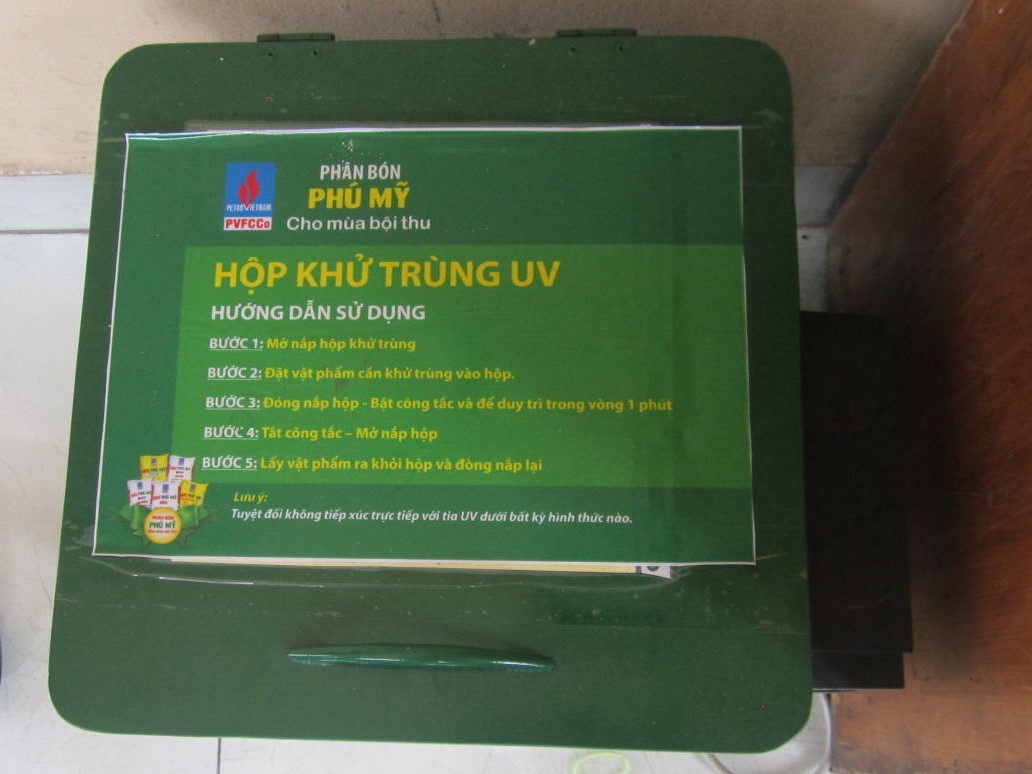 PHÂN BÓN
PHÚ MỸ
Cho mùa bội thu
PETROVIETNAM
PVFCCo
HỘP KHỬ TRÙNG UV
HƯỚNG DẪN SỬ DỤNG
BƯỚC 1: Mở nắp hộp khử trùng
BƯỚC 2: Đặt vật phẩm cần khử trùng vào hộp.
BƯỚC 3: Đóng nắp hộp - Bật công tắc và để duy trì trong vòng 1 phút
BƯỚC 4: Tắt công tắc – Mở nắp hộp
BƯỚC 5: Lấy vật phẩm ra khỏi hộp và đòng nắp lại
Lưu ý:
Tuyệt đối không tiếp xúc trực tiếp với tia UV dưới bất kỳ hình thức nào.
PHÂN BÓN
PHÚ MỸ